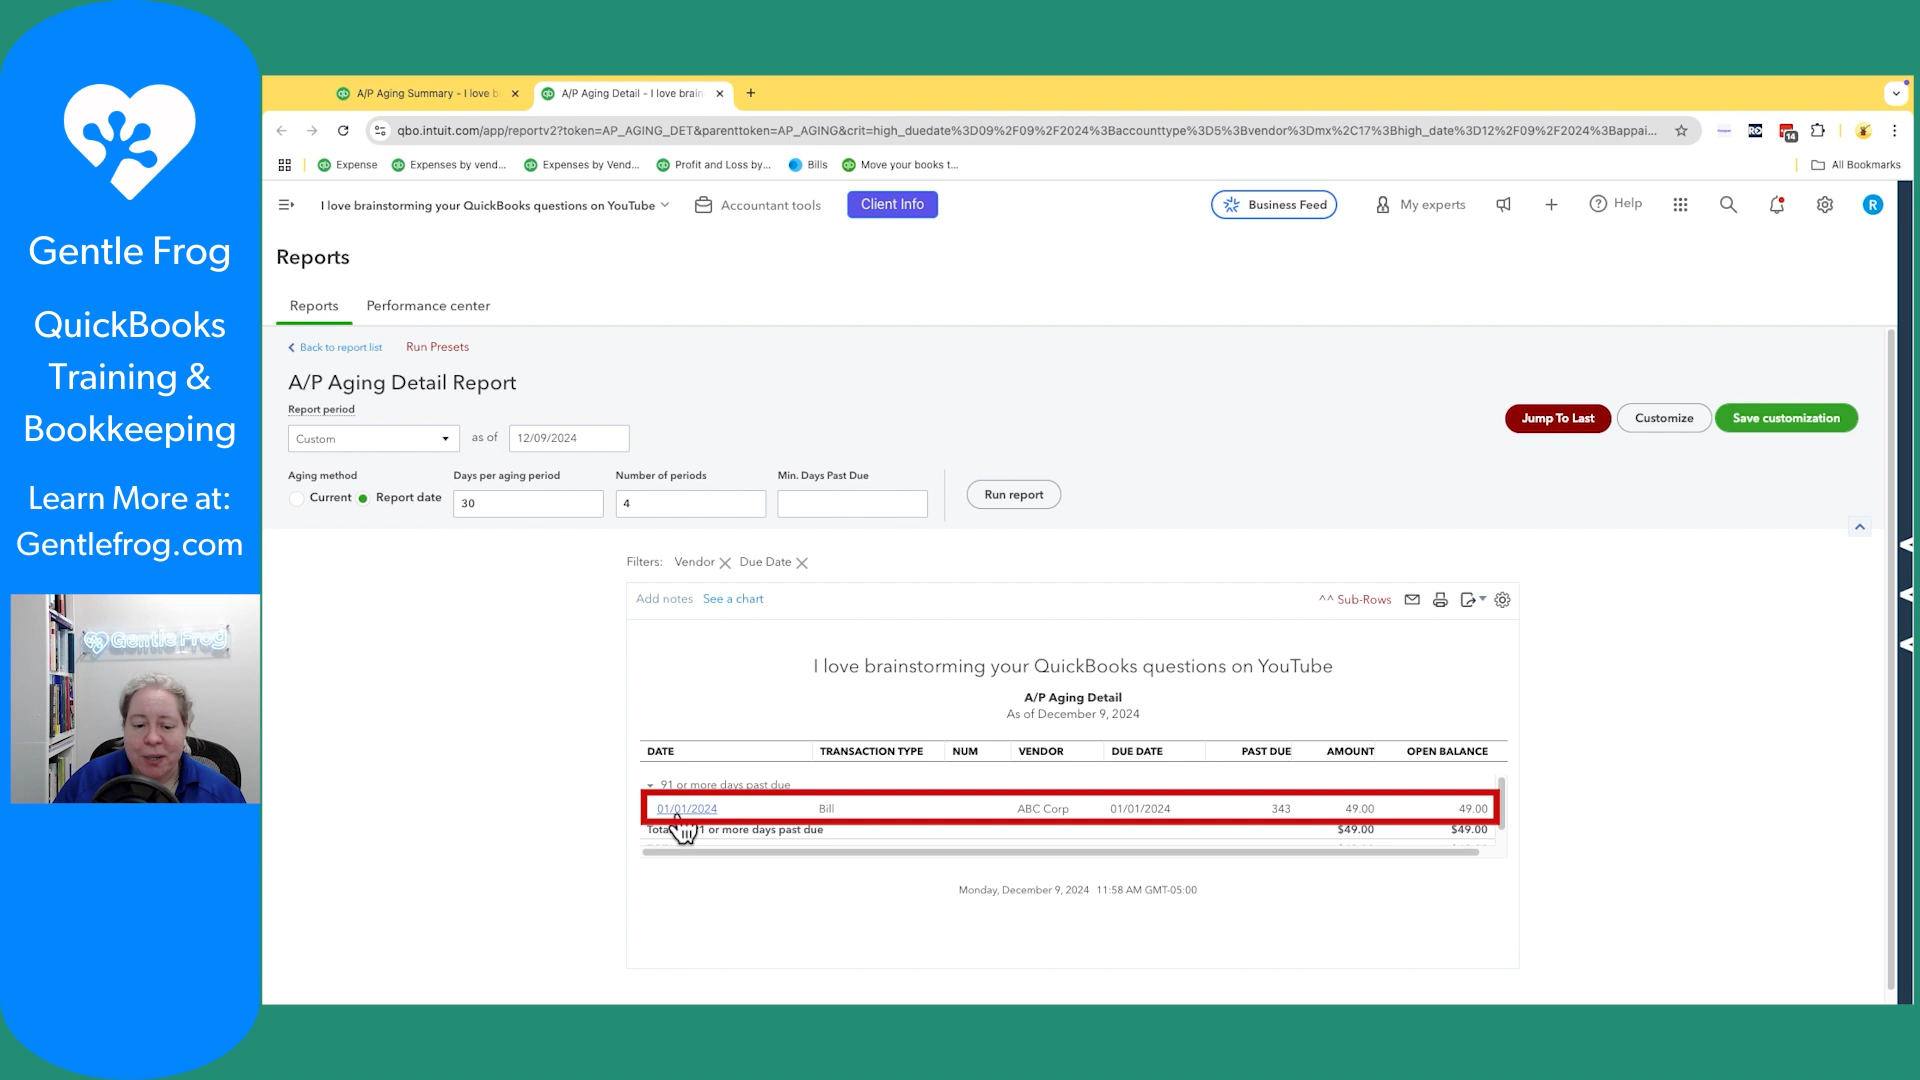 Gentle Frog
QuickBooks
Training &
Bookkeeping
Learn More at:
Gentlefrog.com
Gentle Frog
A/P Aging Summary - I love b
A/P Aging Detail - I love brain
qbo.intuit.com/app/reportv2?token=AP_AGING_DET&parenttoken=AP_AGING&crit=high_duedate%3D09%2F09%2F2024%3Baccounttype%3D5%3Bvendor%3Dmx%2C17%3Bhigh_date%3D12%2F09%2F2024%3Bappai...
14
Expense
Expenses by vend...
Expenses by Vend...
Profit and Loss by...
Bills
Move your books t...
All Bookmarks
I love brainstorming your QuickBooks questions on YouTube
Accountant tools
Client Info
Business Feed
My experts
Help
R
Reports
Reports
Performance center
Back to report list
Run Presets
A/P Aging Detail Report
Report period
Custom
as of
12/09/2024
Jump To Last
Customize
Save customization
Aging method
Days per aging period
Number of periods
Min. Days Past Due
Current
Report date
30
4
Run report
Filters: Vendor Due Date
Add notes
See a chart
^^ Sub-Rows
I love brainstorming your QuickBooks questions on YouTube
A/P Aging Detail
As of December 9, 2024
DATE TRANSACTION TYPE NUM VENDOR DUE DATE PAST DUE AMOUNT OPEN BALANCE
91 or more days past due
01/01/2024 Bill ABC Corp 01/01/2024 343 49.00 49.00
1 or more days past due $49.00 $49.00
Monday, December 9, 2024 11:58 AM GMT-05:00